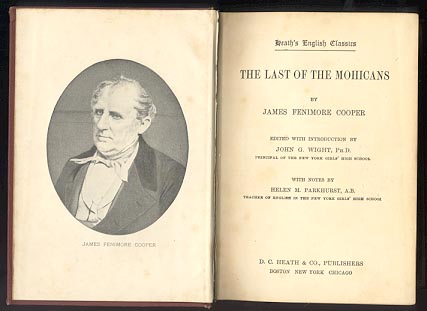 JAMES FENIMORE COOPER
Heath's English Classics
THE LAST OF THE MOHICANS
BY
JAMES FENIMORE COOPER
EDITED WITH INTRODUCTION BY
JOHN G. WIGHT, PH.D.
PRINCIPAL OF THE NEW YORK GIRLS' HIGH SCHOOL
WITH NOTES BY
HELEN M. PARKHURST, A.B.
TEACHER OF ENGLISH IN THE NEW YORK GIRLS' HIGH SCHOOL
D. C. HEATH & CO., PUBLISHERS
BOSTON NEW YORK CHICAGO